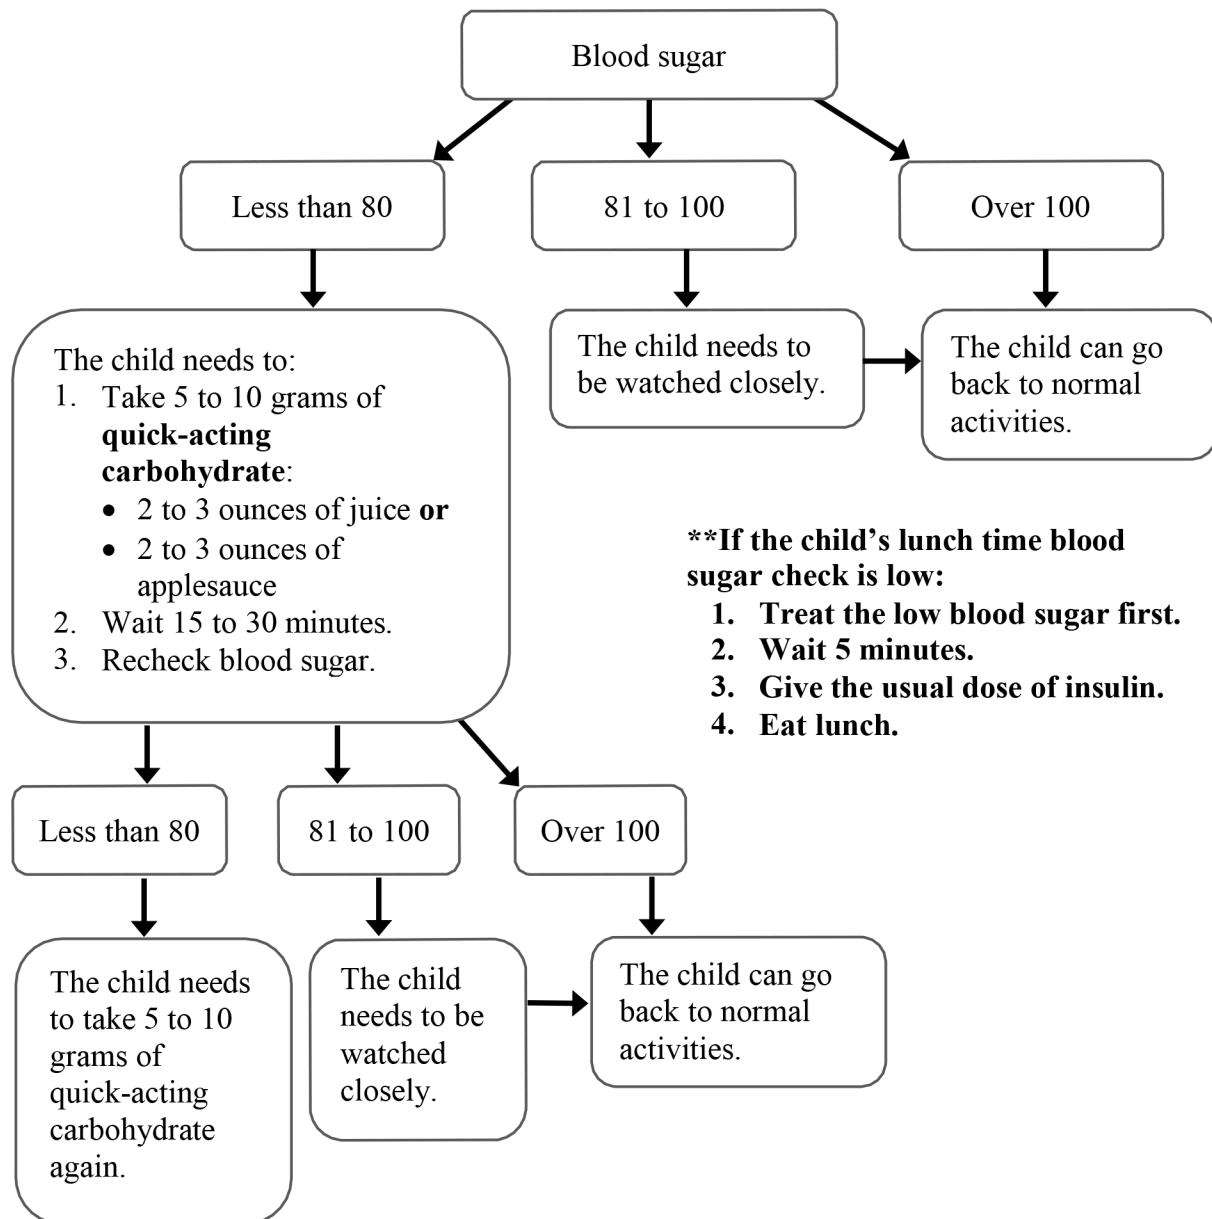 Blood sugar
Less than 80
81 to 100
Over 100
The child needs to:
1. Take 5 to 10 grams of
quick-acting
carbohydrate:
• 2 to 3 ounces of juice or
• 2 to 3 ounces of
applesauce
2. Wait 15 to 30 minutes.
3. Recheck blood sugar.
The child needs to
be watched closely.
The child can go
back to normal
activities.
**If the child’s lunch time blood
sugar check is low:
1. Treat the low blood sugar first.
2. Wait 5 minutes.
3. Give the usual dose of insulin.
4. Eat lunch.
Less than 80
81 to 100
Over 100
The child needs
to take 5 to 10
grams of
quick-acting
carbohydrate
again.
The child
needs to be
watched
closely.
The child can go
back to normal
activities.